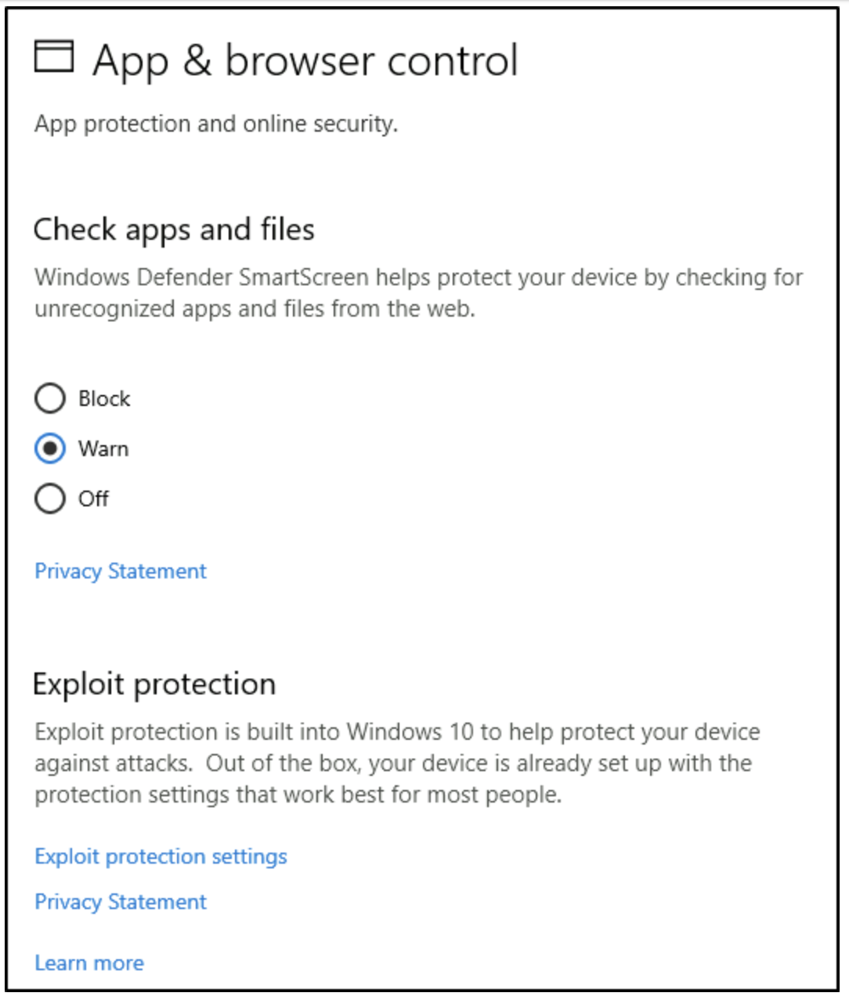 App & browser control
App protection and online security.
Check apps and files
Windows Defender SmartScreen helps protect your device by checking for
unrecognized apps and files from the web.
Block
Warn
Off
Privacy Statement
Exploit protection
Exploit protection is built into Windows 10 to help protect your device
against attacks.  Out of the box, your device is already set up with the
protection settings that work best for most people.
Exploit protection settings
Privacy Statement
Learn more